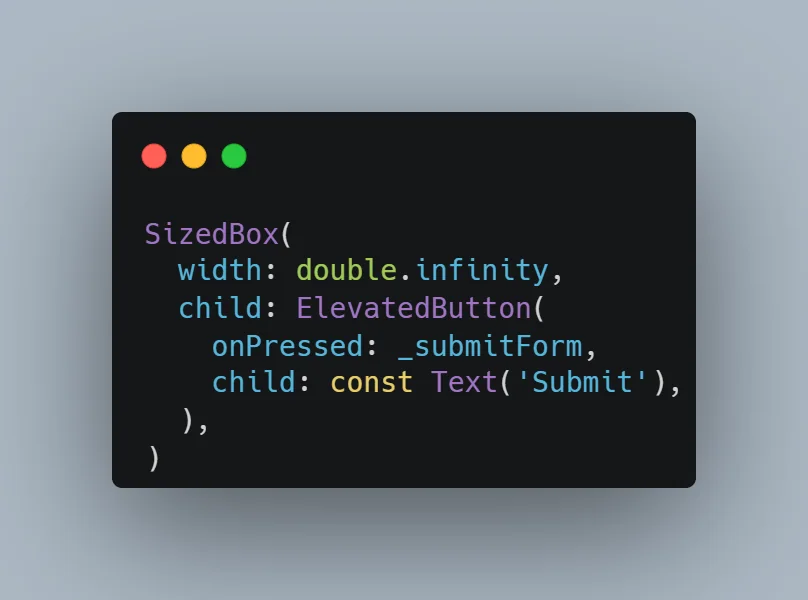 SizedBox(
  width: double.infinity,
  child: ElevatedButton(
    onPressed: _submitForm,
    child: const Text('Submit'),
  ),
)